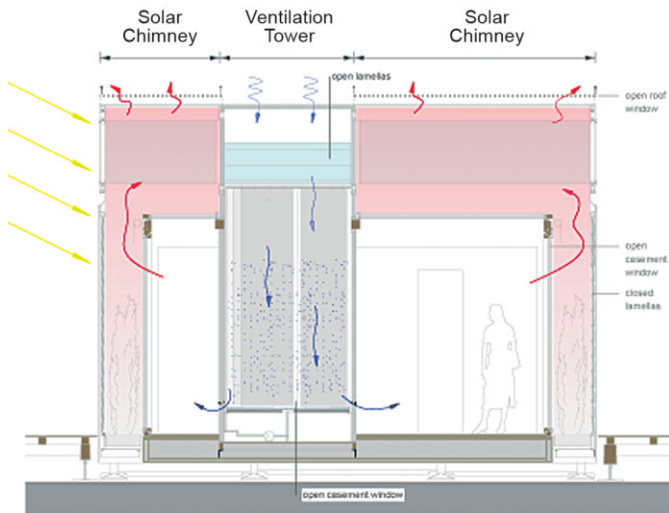 Solar
Chimney
Ventilation
Tower
Solar
Chimney
open lamellas
open roof
window
open
casement
window
closed
lamellas
open casement window